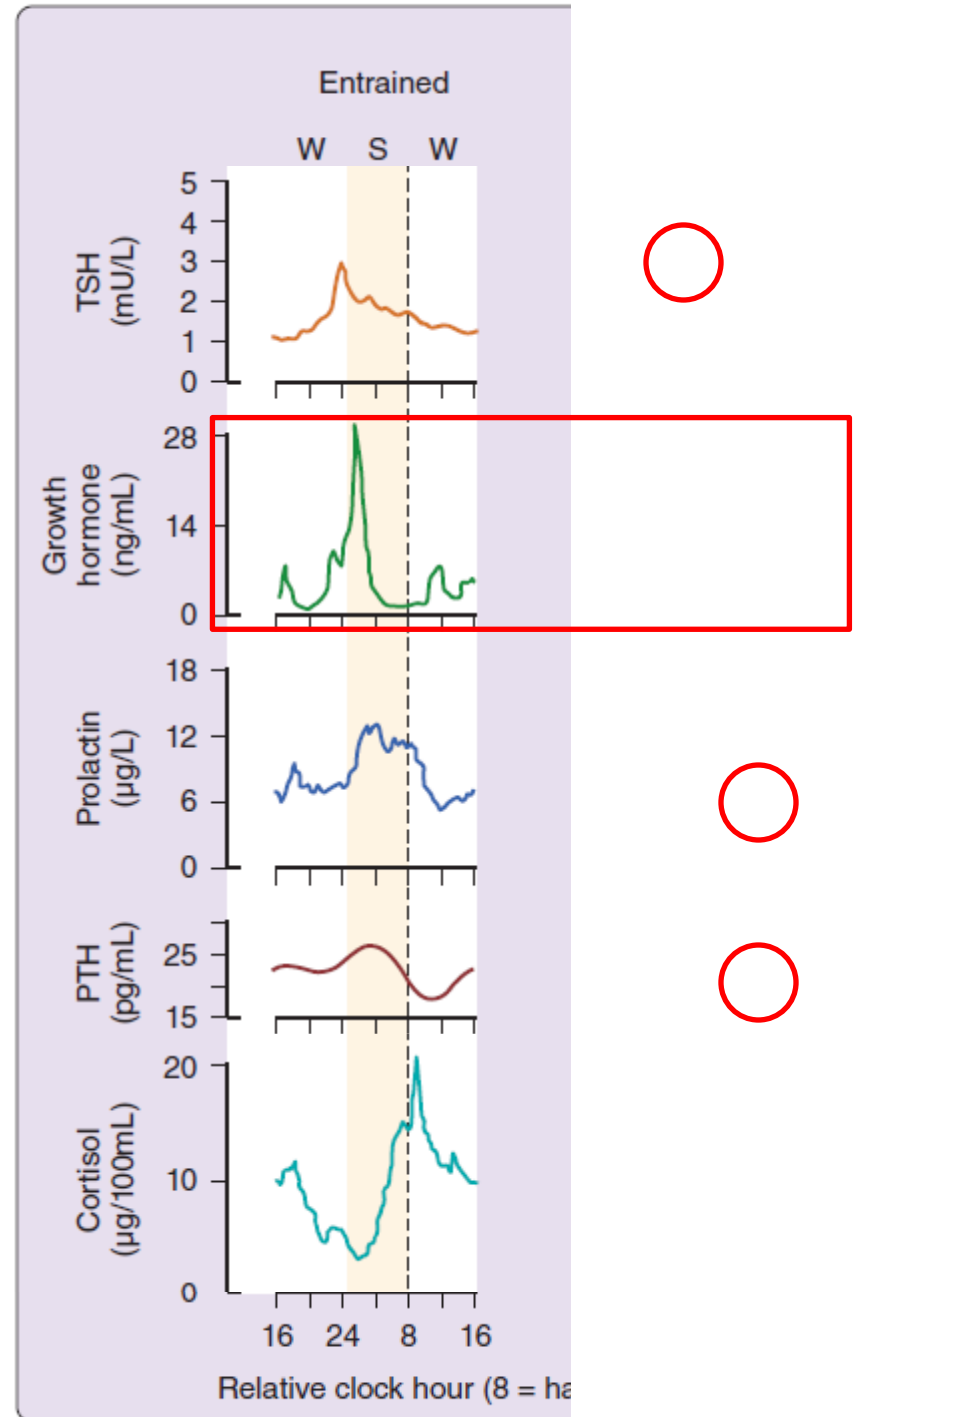 Entrained
W S W
TSH
(mU/L)
5
4
3
2
1
0
Growth
hormone
(ng/mL)
28
14
0
Prolactin
(µg/L)
18
12
6
0
PTH
(pg/mL)
25
15
Cortisol
(µg/100mL)
20
10
0
16 24 8 16
Relative clock hour (8 = ha